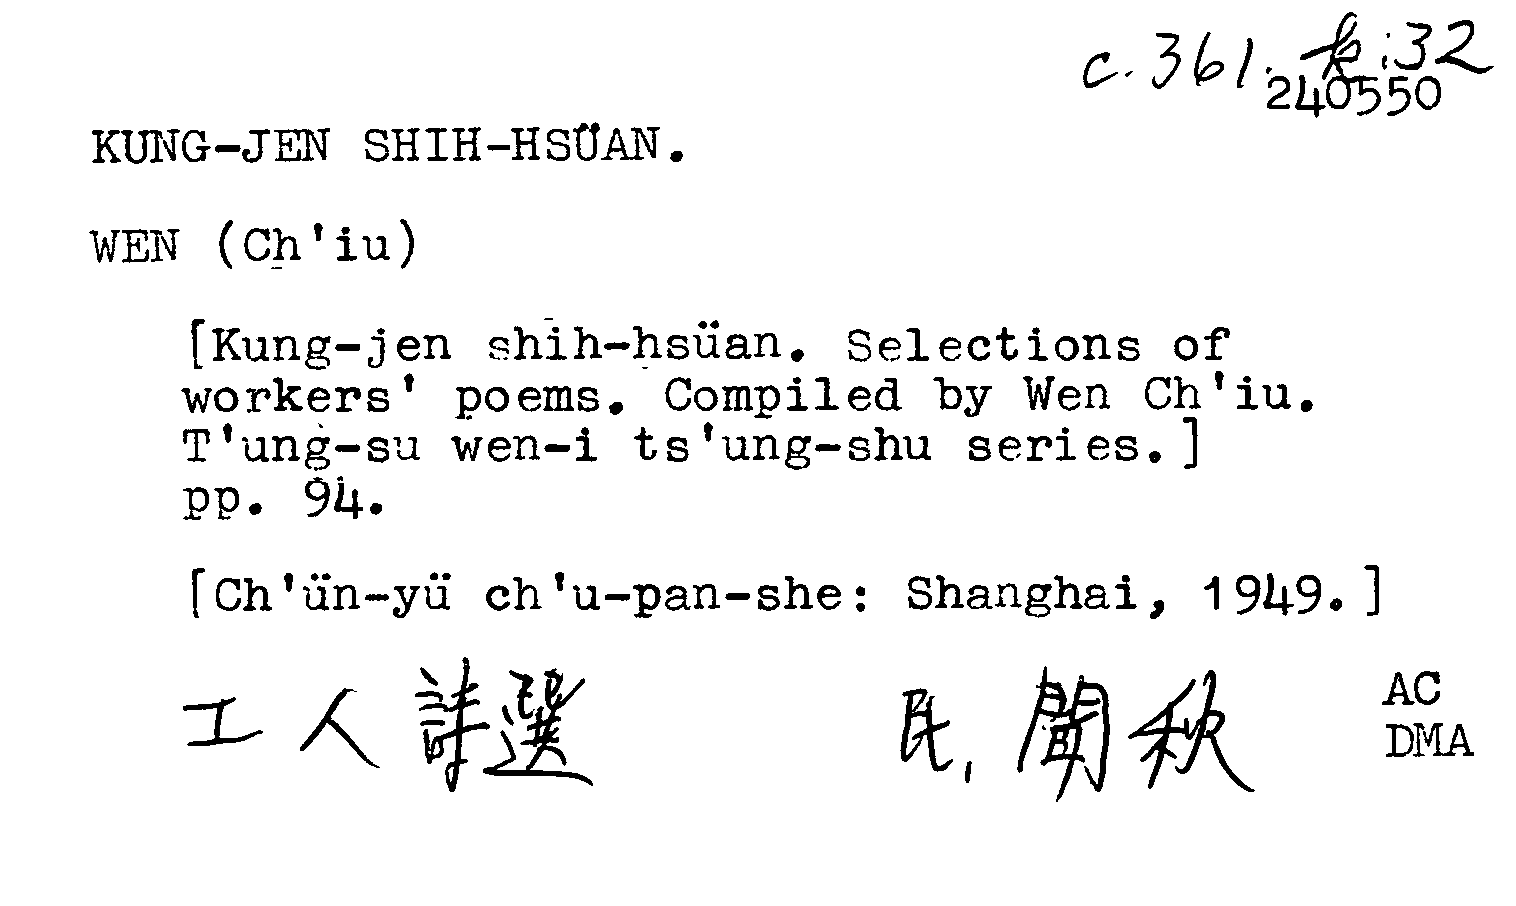 c.361.k.32
240550
KUNG-JEN SHIH-HSÜAN.
WEN (Ch'iu)
[Kung-jen shih-hsüan. Selections of
workers' poems. Compiled by Wen Ch'iu.
T'ung-su wen-i ts'ung-shu series.]
pp. 94.
[Ch'ün-yü ch'u-pan-she: Shanghai, 1949.]
工人詩選 民, 聞秋 AC
DMA